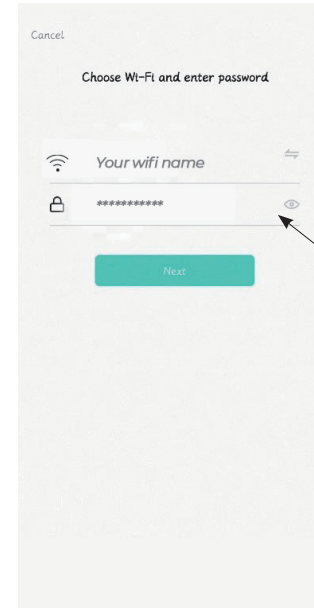 Cancel
Choose Wi-Fi and enter password
Your wifi name
***********
Next